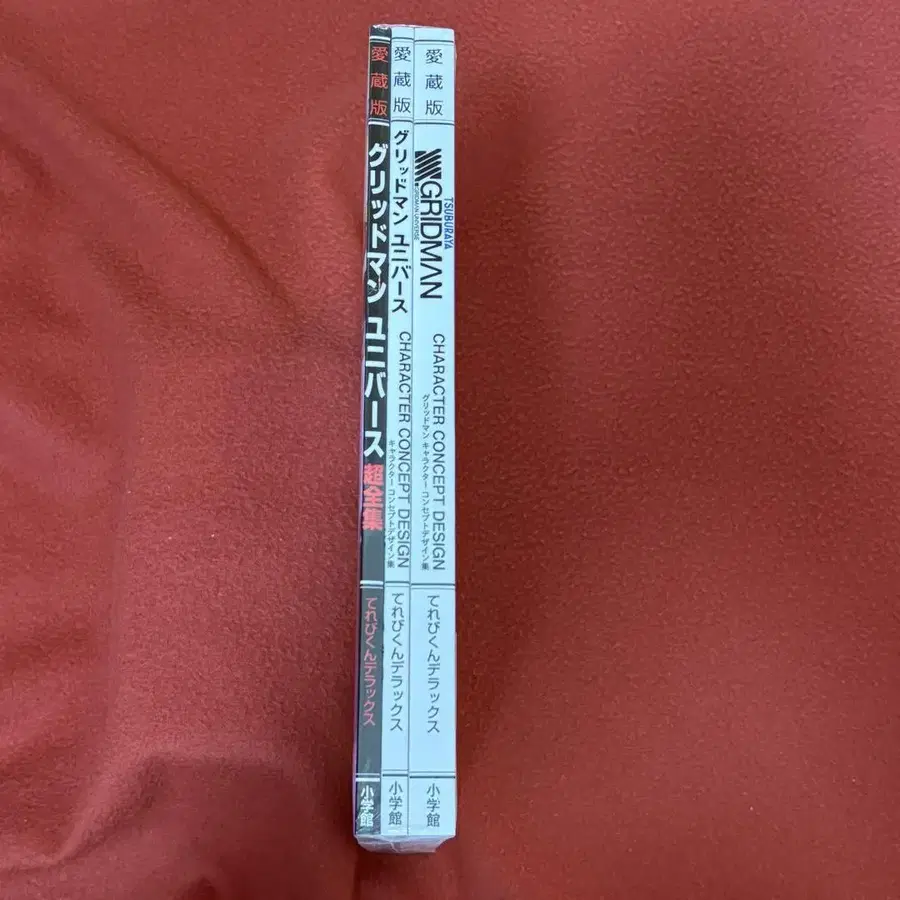 愛蔵版
グリッドマン ユニバース 超全集
てれびくんデラックス
小学館
愛蔵版
グリッドマン ユニバース
CHARACTER CONCEPT DESIGN
キャラクター コンセプトデザイン集
てれびくんデラックス
小学館
愛蔵版
TSUBURAYA
GRIDMAN
GRIDMAN UNIVERSE
CHARACTER CONCEPT DESIGN
グリッドマン キャラクター コンセプトデザイン集
てれびくんデラックス
小学館